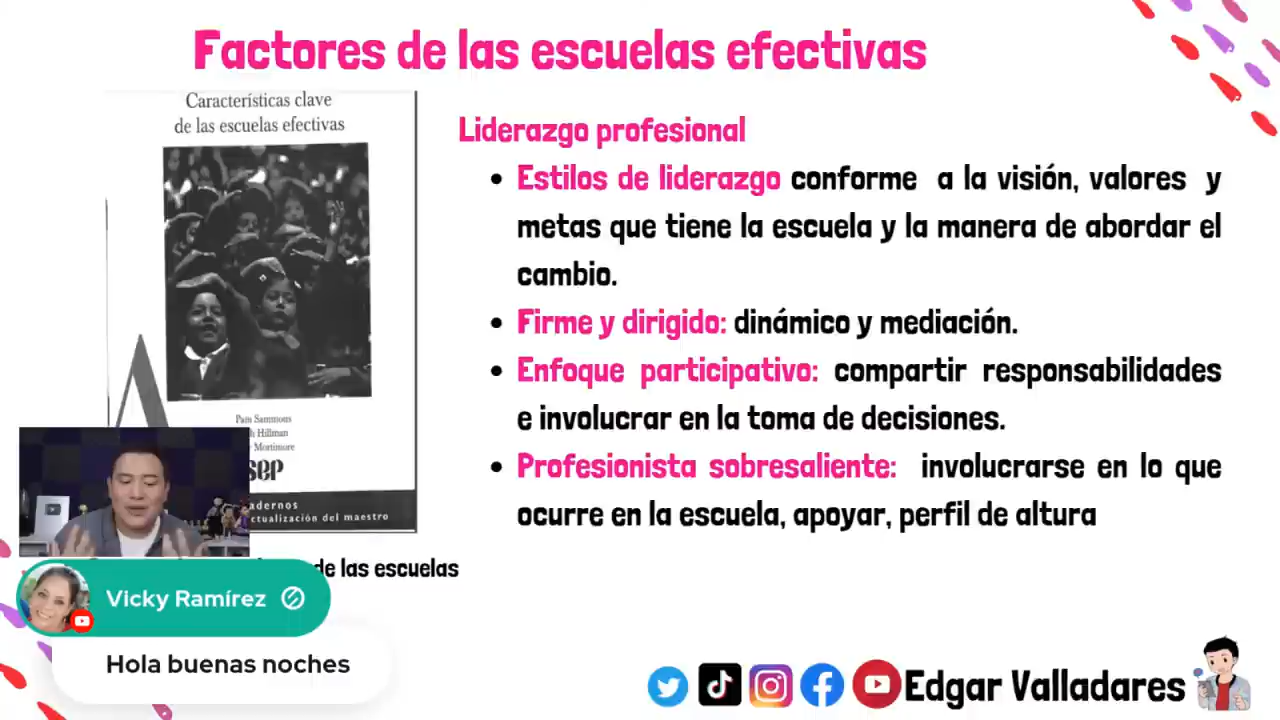 Factores de las escuelas efectivas
Características clave
de las escuelas efectivas
Pam Sammons
Hillman
Mortimore
sep
ctualización del maestro
de las escuelas
Liderazgo profesional
• Estilos de liderazgo conforme a la visión, valores y
metas que tiene la escuela y la manera de abordar el
cambio.
• Firme y dirigido: dinámico y mediación.
• Enfoque participativo: compartir responsabilidades
e involucrar en la toma de decisiones.
• Profesionista sobresaliente: involucrarse en lo que
ocurre en la escuela, apoyar, perfil de altura
Vicky Ramírez
Hola buenas noches
Edgar Valladares